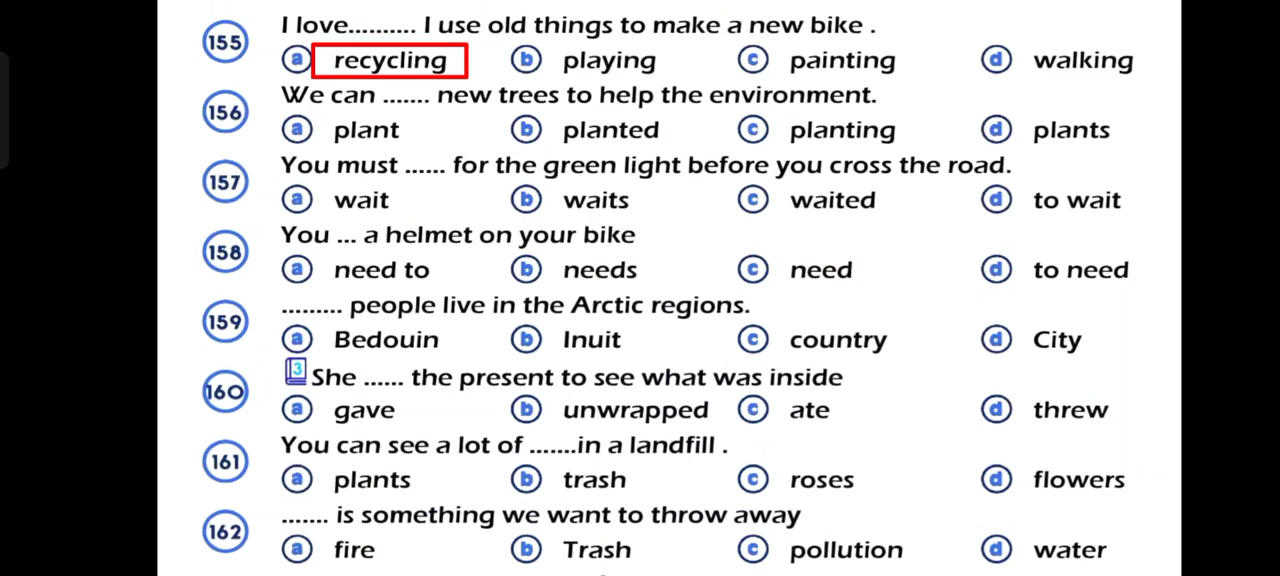 155 I love.......... I use old things to make a new bike .
a recycling b playing c painting d walking
156 We can ....... new trees to help the environment.
a plant b planted c planting d plants
157 You must ...... for the green light before you cross the road.
a wait b waits c waited d to wait
158 You ... a helmet on your bike
a need to b needs c need d to need
159 ......... people live in the Arctic regions.
a Bedouin b Inuit c country d City
160 3 She ...... the present to see what was inside
a gave b unwrapped c ate d threw
161 You can see a lot of .......in a landfill .
a plants b trash c roses d flowers
162 ....... is something we want to throw away
a fire b Trash c pollution d water